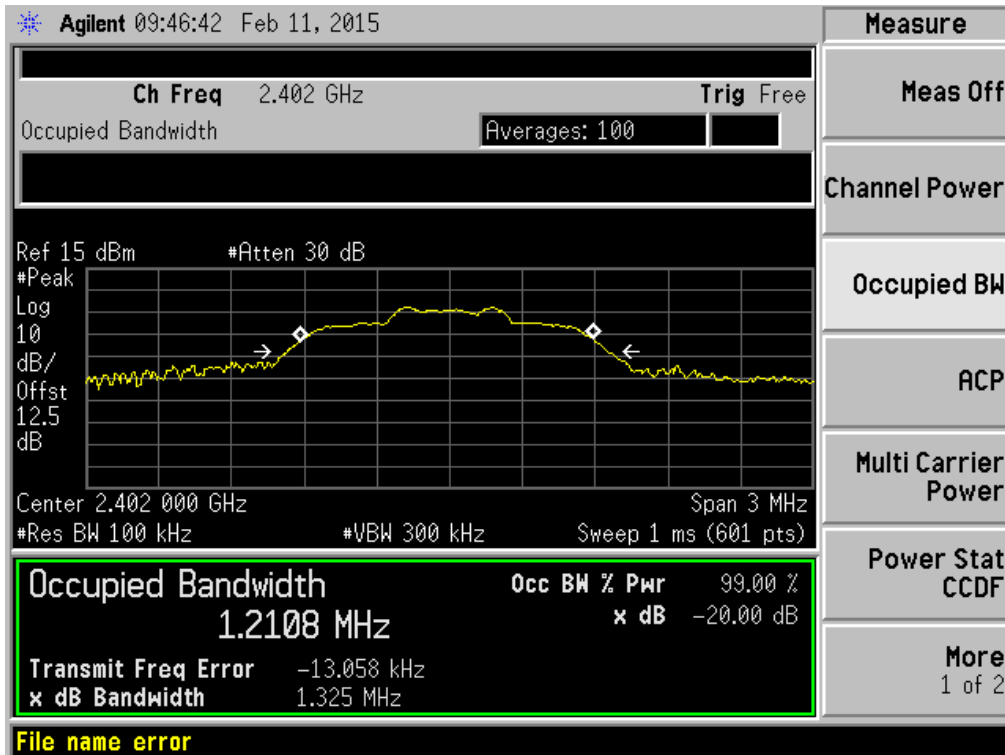 Agilent 09:46:42 Feb 11, 2015
Measure
Ch Freq 2.402 GHz Trig Free
Occupied Bandwidth Averages: 100
Meas Off
Channel Power
Occupied BW
ACP
Multi Carrier
Power
Power Stat
CCDF
More
1 of 2
Ref 15 dBm #Atten 30 dB
#Peak
Log
10
dB/
Offst
12.5
dB
Center 2.402 000 GHz Span 3 MHz
#Res BW 100 kHz #VBW 300 kHz Sweep 1 ms (601 pts)
Occupied Bandwidth Occ BW % Pwr 99.00 %
1.2108 MHz x dB -20.00 dB
Transmit Freq Error -13.058 kHz
x dB Bandwidth 1.325 MHz
File name error